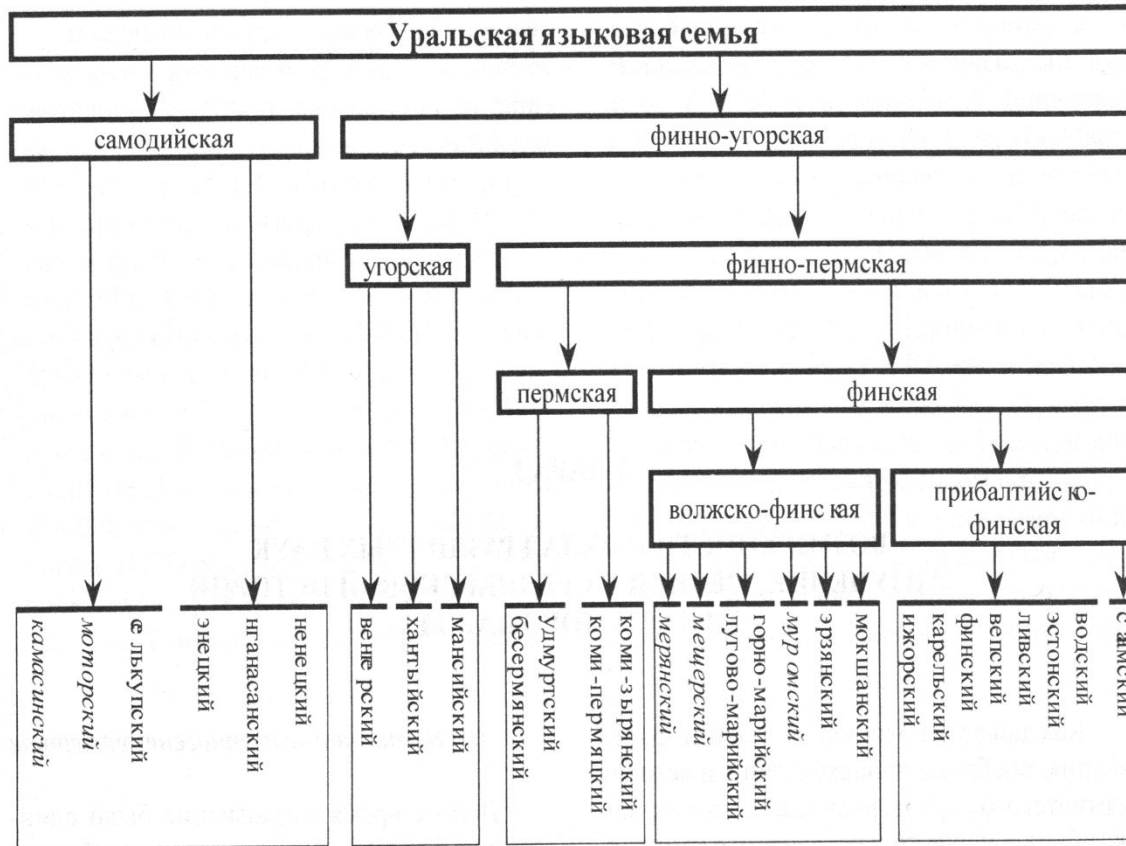 Уральская языковая семья
самодийская
финно-угорская
угорская
финно-пермская
пермская
финская
волжско-финская
прибалтийско-
финская
камасинский
моторский
селькупский
энецкий
нганасанский
ненецкий
венгерский
хантыйский
мансийский
бесермянский
удмуртский
коми-пермяцкий
коми-зырянский
мерянский
мещерский
лугово-марийский
горно-марийский
муромский
эрзянский
мокшанский
ижорский
карельский
финский
вепский
ливский
эстонский
водский
саамский